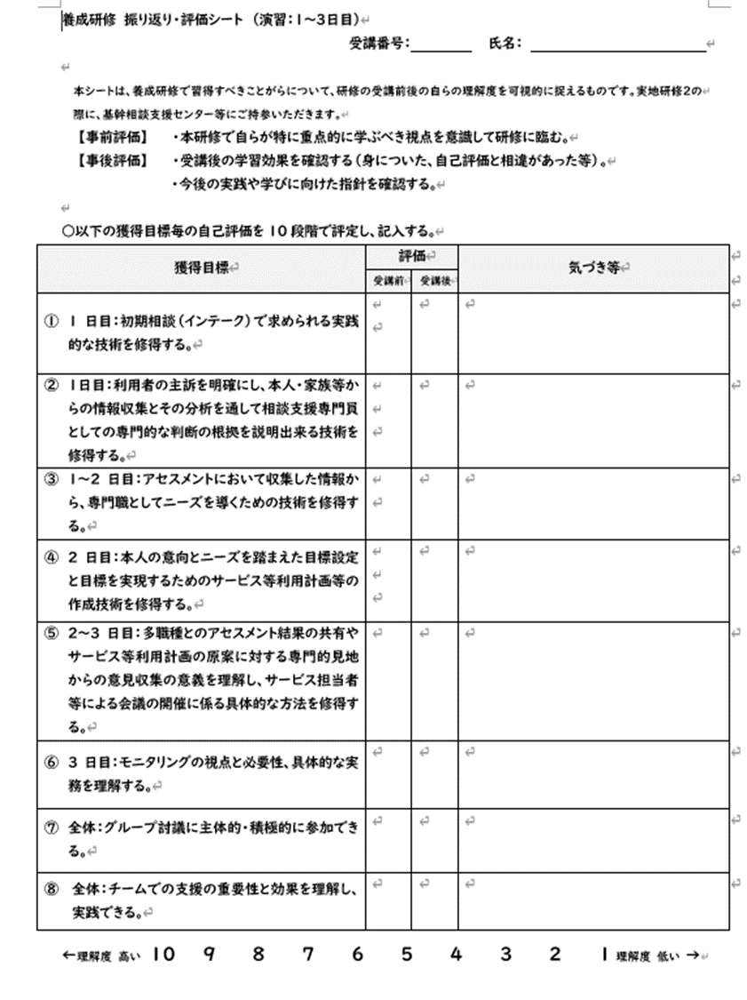 養成研修 振り返り・評価シート （演習：１～３日目）
受講番号： 氏名：
本シートは、養成研修で習得すべきことがらについて、研修の受講前後の自らの理解度を可視的に捉えるものです。実地研修２の
際に、基幹相談支援センター等にご持参いただきます。
【事前評価】 ・本研修で自らが特に重点的に学ぶべき視点を意識して研修に臨む。
【事後評価】 ・受講後の学習効果を確認する（身についた、自己評価と相違があった等）。
・今後の実践や学びに向けた指針を確認する。
○以下の獲得目標毎の自己評価を 10 段階で評定し、記入する。
獲得目標 評価 気づき等
受講前 受講後
① １ 日目：初期相談（インテーク）で求められる実践
的な技術を修得する。
② １日目：利用者の主訴を明確にし、本人・家族等か
らの情報収集とその分析を通して相談支援専門員
としての専門的な判断の根拠を説明出来る技術を
修得する。
③ １～２ 日目：アセスメントにおいて収集した情報か
ら、専門職としてニーズを導くための技術を修得す
る。
④ ２ 日目：本人の意向とニーズを踏まえた目標設定
と目標を実現するためのサービス等利用計画等の
作成技術を修得する。
⑤ ２～３ 日目：多職種とのアセスメント結果の共有や
サービス等利用計画の原案に対する専門的見地
からの意見収集の意義を理解し、サービス担当者
等による会議の開催に係る具体的な方法を修得す
る。
⑥ ３ 日目：モニタリングの視点と必要性、具体的な実
務を理解する。
⑦ 全体：グループ討議に主体的・積極的に参加でき
る。
⑧ 全体：チームでの支援の重要性と効果を理解し、
実践できる。
←理解度 高い 10 9 8 7 6 5 4 3 2 1 理解度 低い →